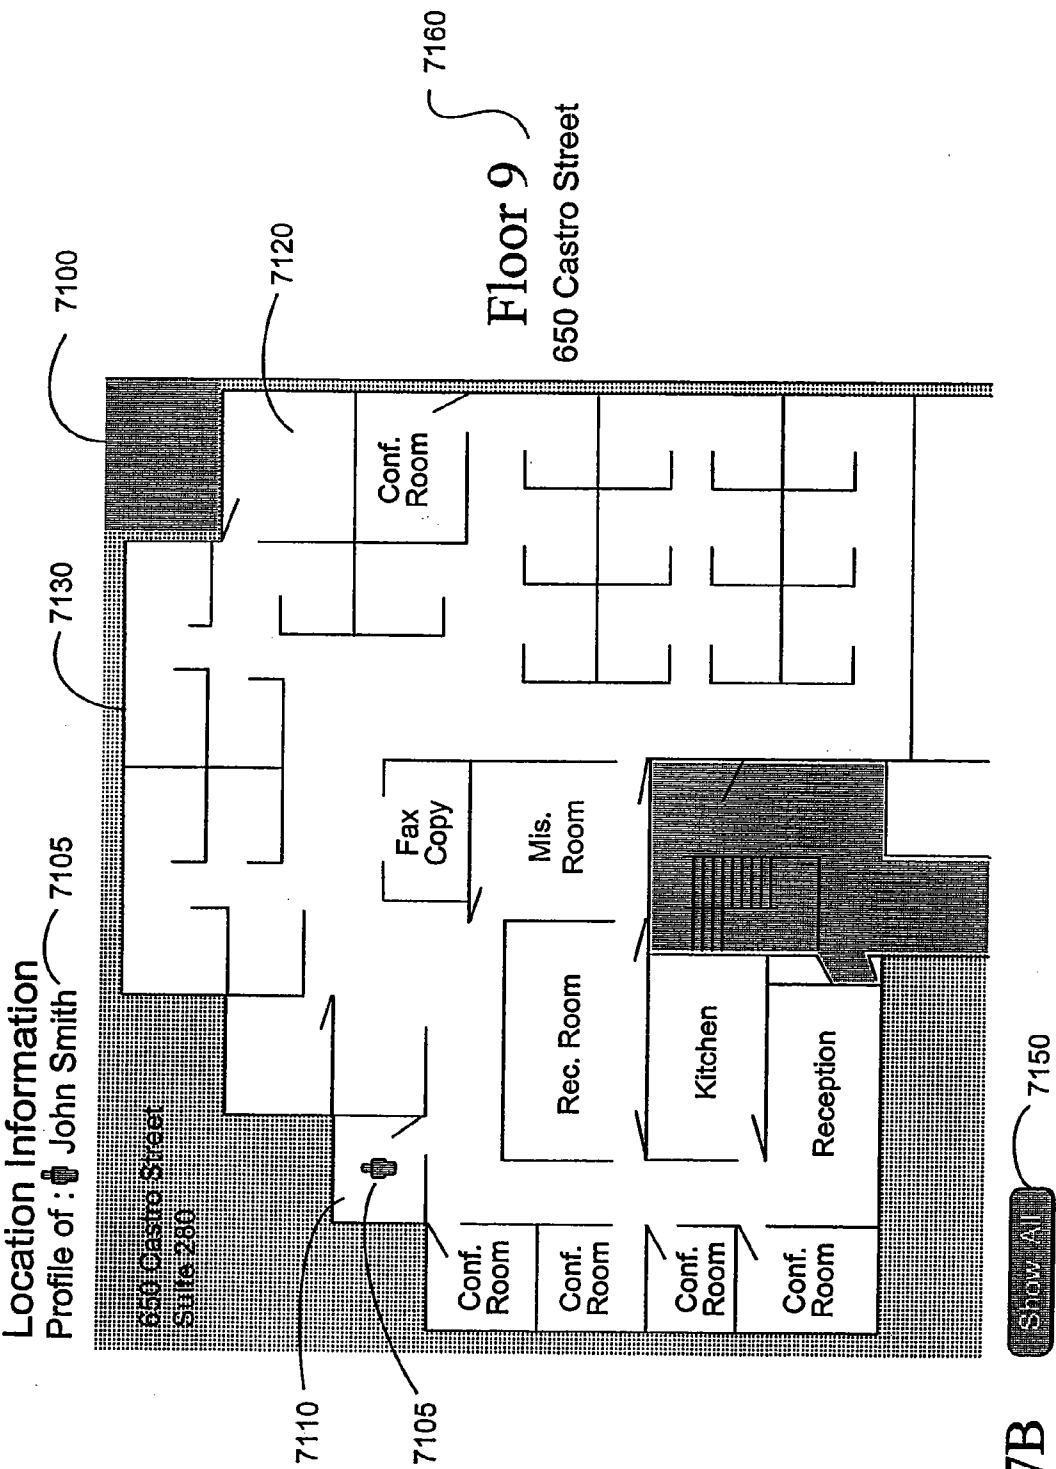 Location Information
Profile of : John Smith
7105
650 Castro Street
Suite 280
7130
7100
7120
7160
Floor 9
650 Castro Street
7110
7105
Conf.
Room
Conf.
Room
Conf.
Room
Conf.
Room
Conf.
Room
Fax
Copy
Mis.
Room
Rec. Room
Kitchen
Reception
Show All
7150
7B